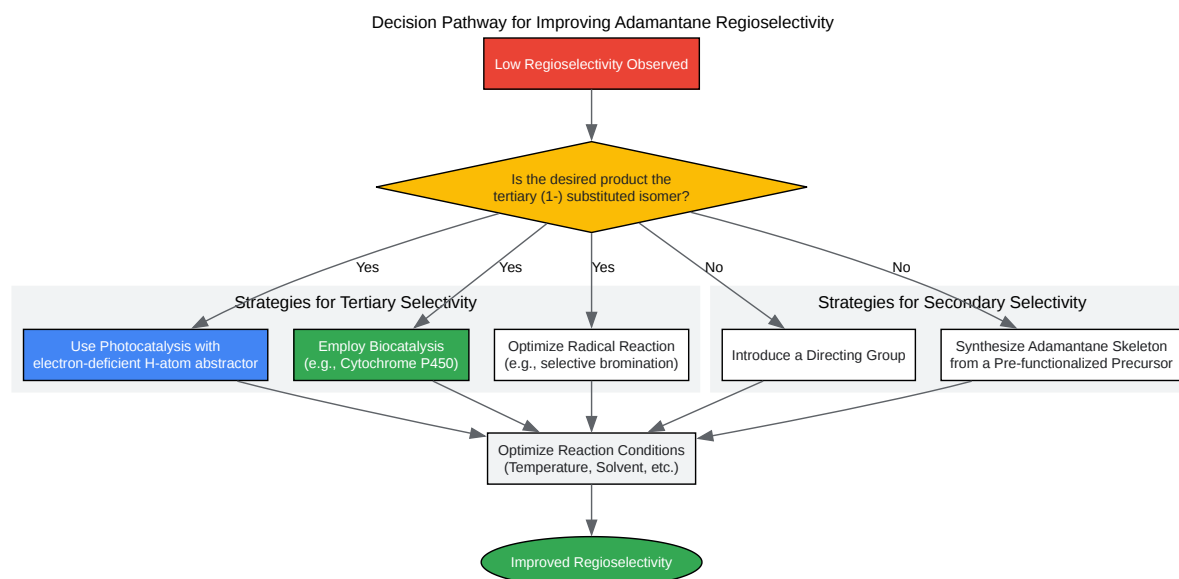 Decision Pathway for Improving Adamantane Regioselectivity
Low Regioselectivity Observed
Is the desired product the
tertiary (1-) substituted isomer?
Yes
Yes
Yes
No
No
Strategies for Tertiary Selectivity
Strategies for Secondary Selectivity
Use Photocatalysis with
electron-deficient H-atom abstractor
Employ Biocatalysis
(e.g., Cytochrome P450)
Optimize Radical Reaction
(e.g., selective bromination)
Introduce a Directing Group
Synthesize Adamantane Skeleton
from a Pre-functionalized Precursor
Optimize Reaction Conditions
(Temperature, Solvent, etc.)
Improved Regioselectivity